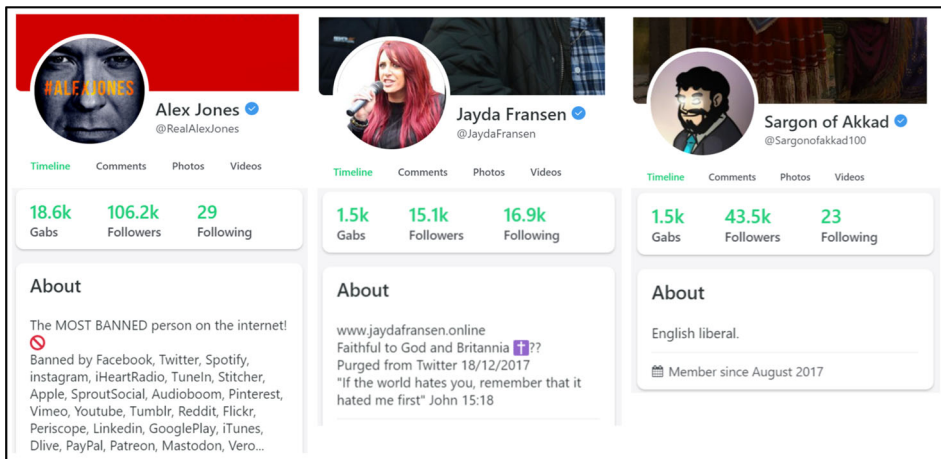 #ALEXJONES
Alex Jones
@RealAlexJones
Timeline Comments Photos Videos
18.6k 106.2k 29
Gabs Followers Following
About
The MOST BANNED person on the internet!
🚫
Banned by Facebook, Twitter, Spotify,
instagram, iHeartRadio, TuneIn, Stitcher,
Apple, SproutSocial, Audioboom, Pinterest,
Vimeo, Youtube, Tumblr, Reddit, Flickr,
Periscope, Linkedin, GooglePlay, iTunes,
Dlive, PayPal, Patreon, Mastodon, Vero...
Jayda Fransen
@JaydaFransen
Timeline Comments Photos Videos
1.5k 15.1k 16.9k
Gabs Followers Following
About
www.jaydafransen.online
Faithful to God and Britannia ✝️??
Purged from Twitter 18/12/2017
"If the world hates you, remember that it
hated me first" John 15:18
Sargon of Akkad
@Sargonofakkad100
Timeline Comments Photos Videos
1.5k 43.5k 23
Gabs Followers Following
About
English liberal.
Member since August 2017